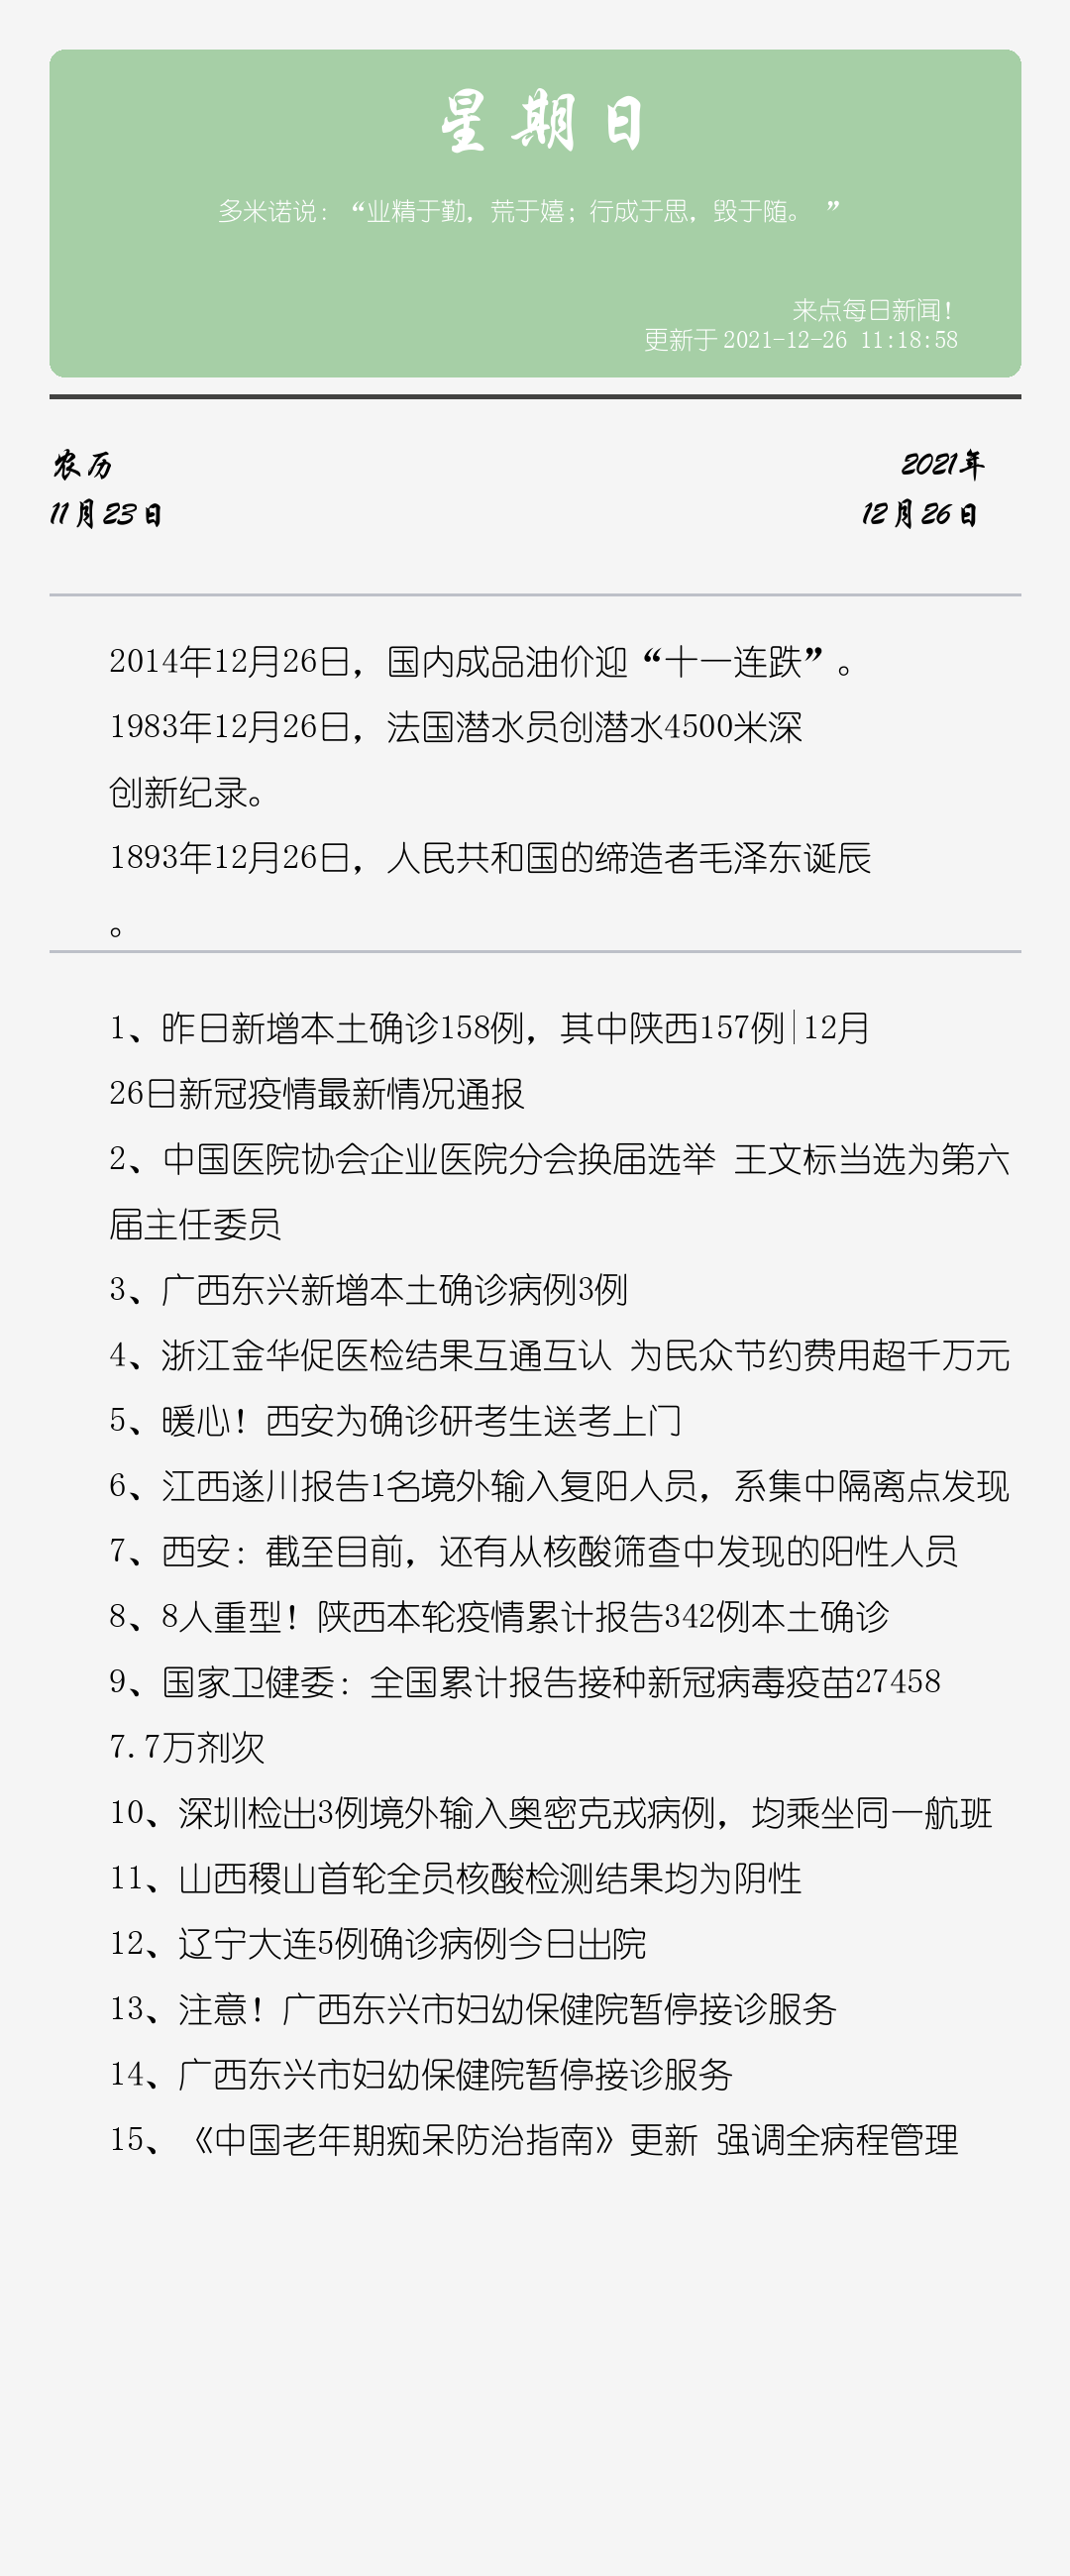 星期日
多米诺说：“业精于勤，荒于嬉；行成于思，毁于随。 ”
来点每日新闻！
更新于 2021-12-26 11:18:58
农历
2021年
11月23日
12月26日
2014年12月26日，国内成品油价迎“十一连跌”。
1983年12月26日，法国潜水员创潜水4500米深
创新纪录。
1893年12月26日，人民共和国的缔造者毛泽东诞辰
。
1、昨日新增本土确诊158例，其中陕西157例|12月
26日新冠疫情最新情况通报
2、中国医院协会企业医院分会换届选举 王文标当选为第六
届主任委员
3、广西东兴新增本土确诊病例3例
4、浙江金华促医检结果互通互认 为民众节约费用超千万元
5、暖心！西安为确诊研考生送考上门
6、江西遂川报告1名境外输入复阳人员，系集中隔离点发现
7、西安：截至目前，还有从核酸筛查中发现的阳性人员
8、8人重型！陕西本轮疫情累计报告342例本土确诊
9、国家卫健委：全国累计报告接种新冠病毒疫苗27458
7.7万剂次
10、深圳检出3例境外输入奥密克戎病例，均乘坐同一航班
11、山西稷山首轮全员核酸检测结果均为阴性
12、辽宁大连5例确诊病例今日出院
13、注意！广西东兴市妇幼保健院暂停接诊服务
14、广西东兴市妇幼保健院暂停接诊服务
15、《中国老年期痴呆防治指南》更新 强调全病程管理